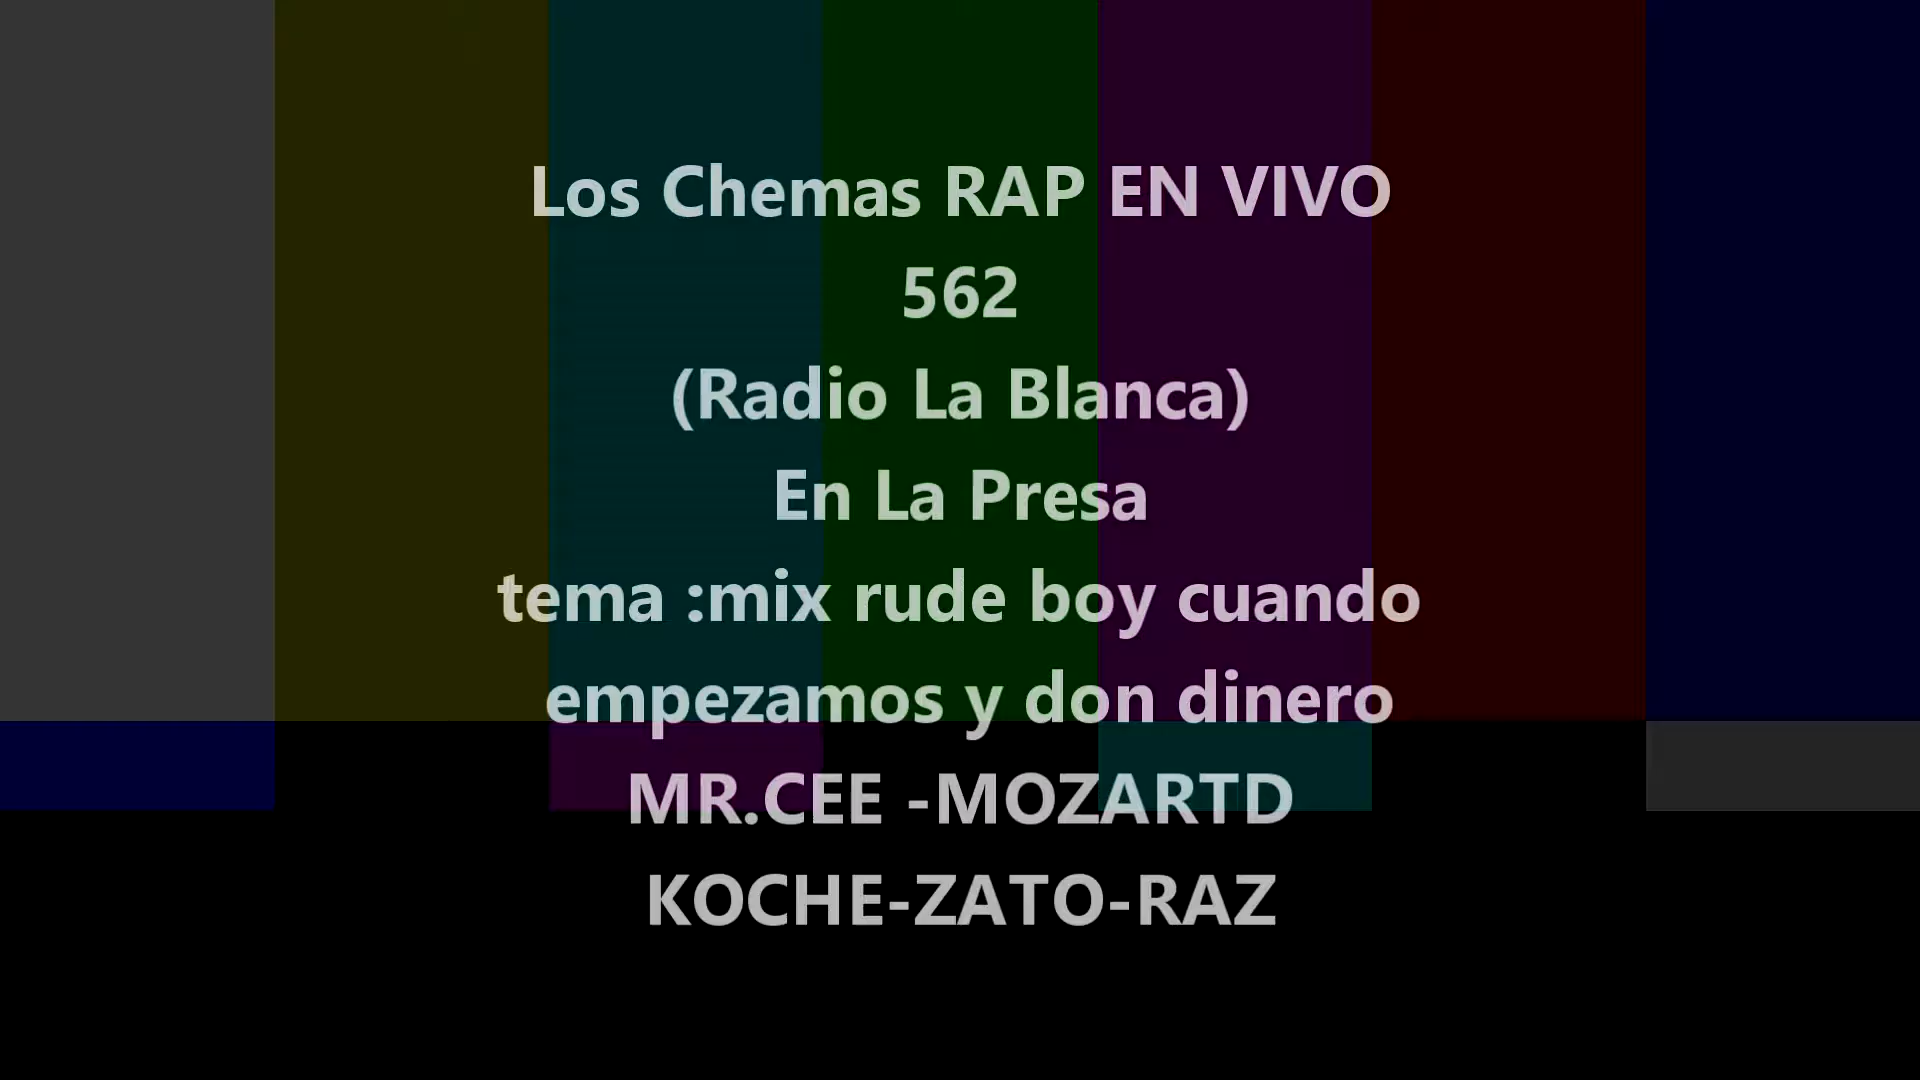 Los Chemas RAP EN VIVO
562
(Radio La Blanca)
En La Presa
tema :mix rude boy cuando
empezamos y don dinero
MR.CEE -MOZARTD
KOCHE-ZATO-RAZ